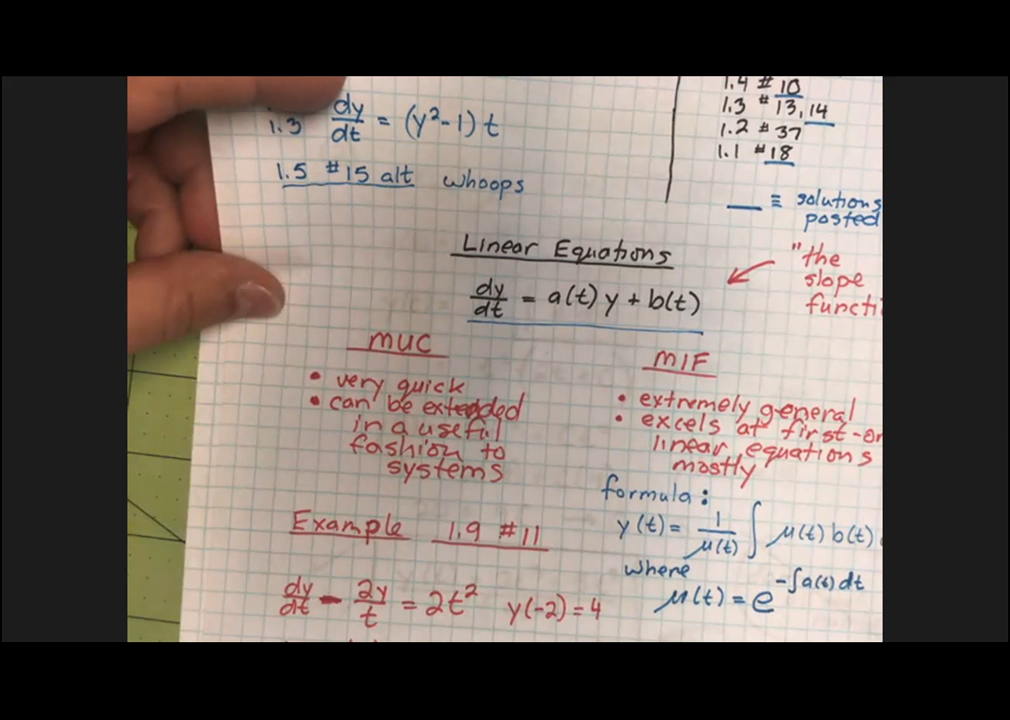 1.3 dy/dt = (y²-1) t
1.5 #15 alt whoops
1.4 # 10
1.3 # 13, 14
1.2 # 37
1.1 # 18
___ ≡ solutions
posted
Linear Equations
dy/dt = a(t) y + b(t)
"the
slope
functi
MUC
• very quick
• can be extended
in a useful
fashion to
systems
MIF
• extremely general
• excels at first-or
linear equations
mostly
formula:
y(t) = 1/μ(t) ∫ μ(t) b(t)
where
μ(t) = e^(-∫a(t)dt)
Example 1.9 #11
dy/dt - 2y/t = 2t² y(-2) = 4